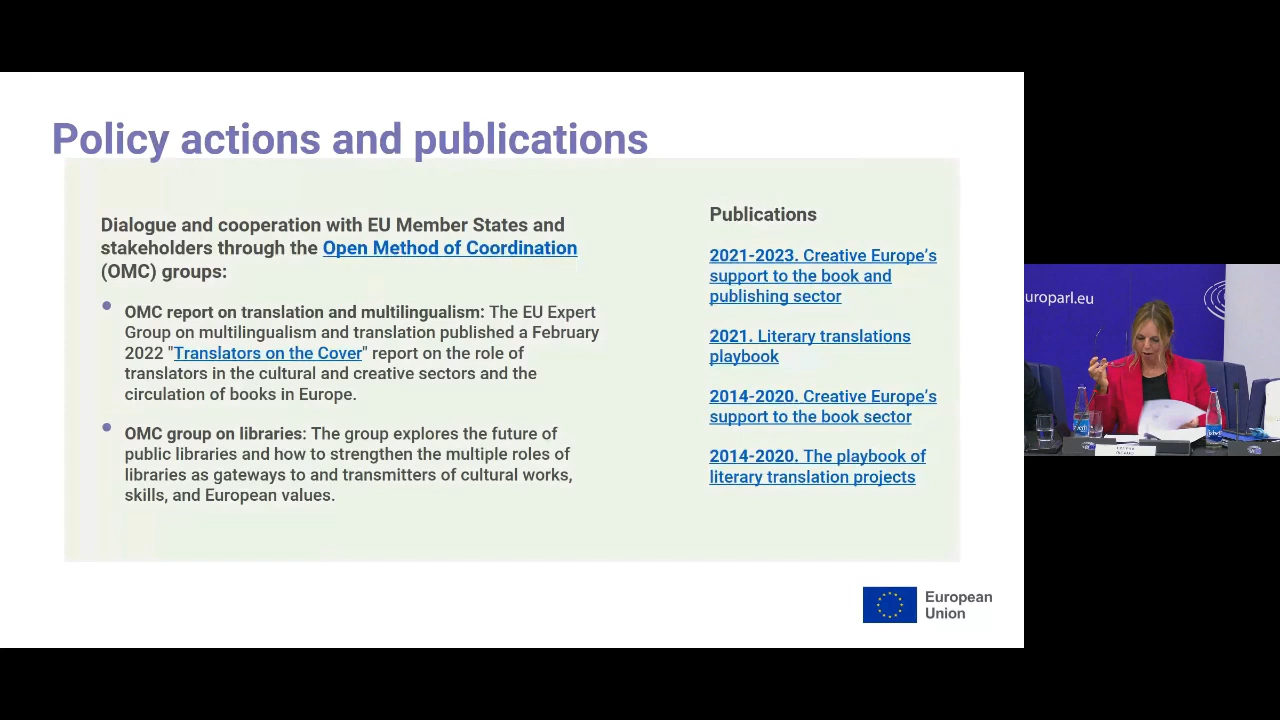 Policy actions and publications
Dialogue and cooperation with EU Member States and
stakeholders through the Open Method of Coordination
(OMC) groups:
OMC report on translation and multilingualism: The EU Expert
Group on multilingualism and translation published a February
2022 "Translators on the Cover" report on the role of
translators in the cultural and creative sectors and the
circulation of books in Europe.
OMC group on libraries: The group explores the future of
public libraries and how to strengthen the multiple roles of
libraries as gateways to and transmitters of cultural works,
skills, and European values.
Publications
2021-2023. Creative Europe’s
support to the book and
publishing sector
2021. Literary translations
playbook
2014-2020. Creative Europe’s
support to the book sector
2014-2020. The playbook of
literary translation projects
European
Union
uroparl.eu